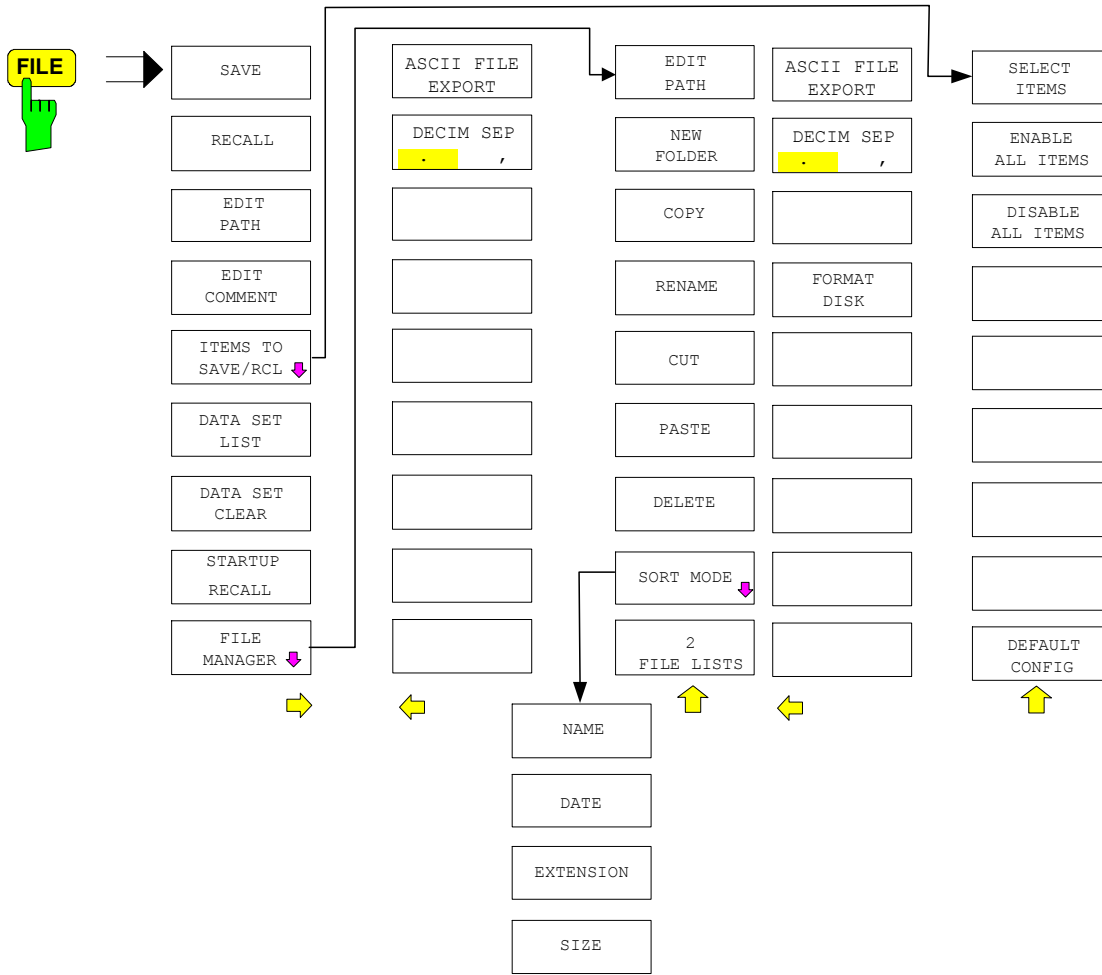 FILE
SAVE
RECALL
EDIT
PATH
EDIT
COMMENT
ITEMS TO
SAVE/RCL
DATA SET
LIST
DATA SET
CLEAR
STARTUP
RECALL
FILE
MANAGER
ASCII FILE
EXPORT
DECIM SEP
. ,
EDIT
PATH
NEW
FOLDER
COPY
RENAME
CUT
PASTE
DELETE
SORT MODE
2
FILE LISTS
ASCII FILE
EXPORT
DECIM SEP
. ,
FORMAT
DISK
SELECT
ITEMS
ENABLE
ALL ITEMS
DISABLE
ALL ITEMS
DEFAULT
CONFIG
NAME
DATE
EXTENSION
SIZE